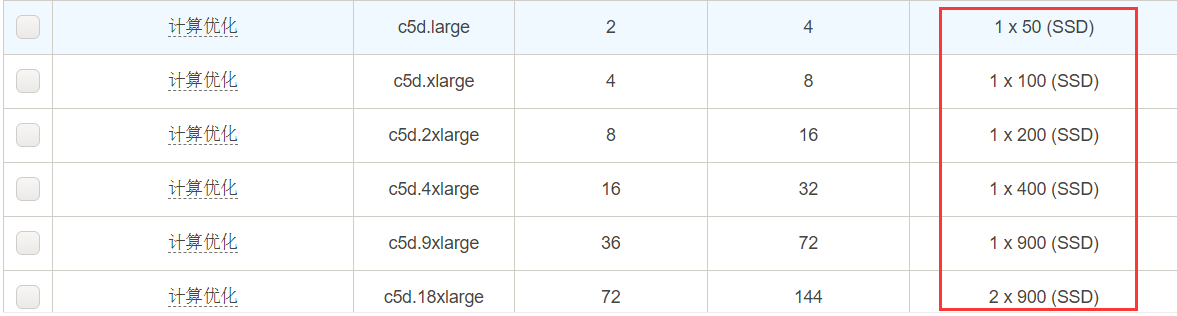 计算优化 c5d.large 2 4 1 x 50 (SSD)
计算优化 c5d.xlarge 4 8 1 x 100 (SSD)
计算优化 c5d.2xlarge 8 16 1 x 200 (SSD)
计算优化 c5d.4xlarge 16 32 1 x 400 (SSD)
计算优化 c5d.9xlarge 36 72 1 x 900 (SSD)
计算优化 c5d.18xlarge 72 144 2 x 900 (SSD)